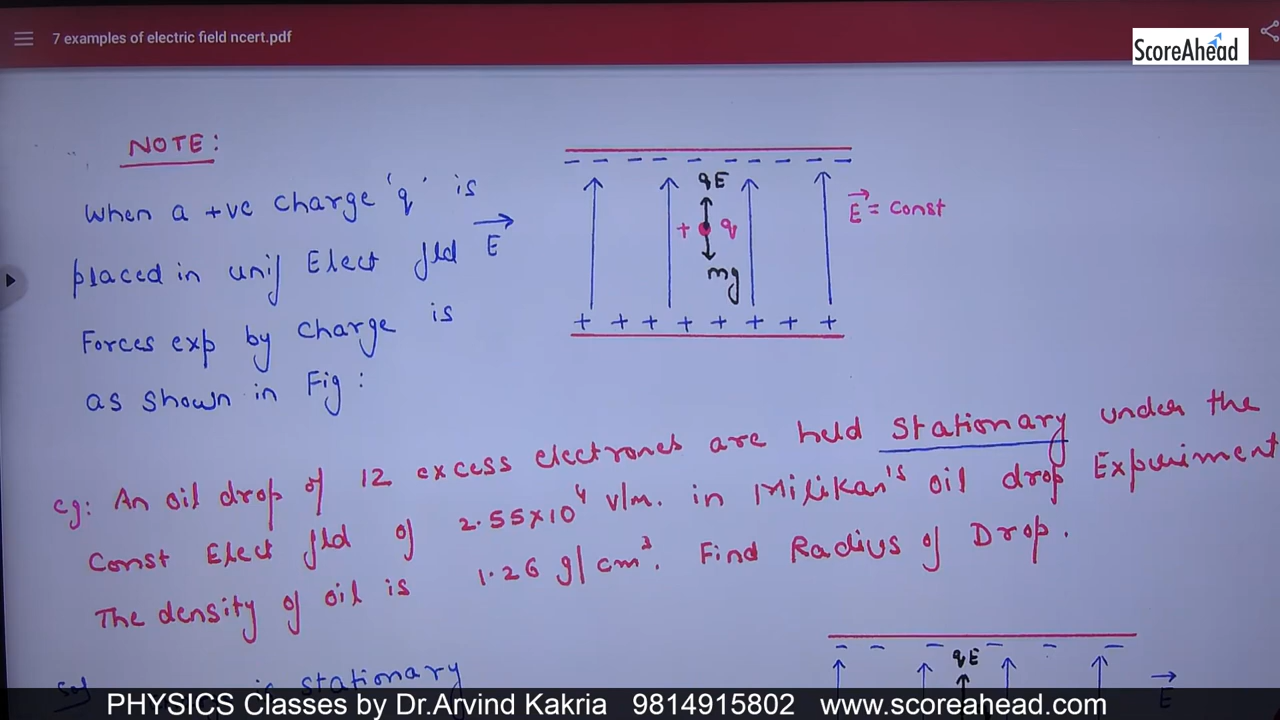 7 examples of electric field ncert.pdf
ScoreAhead
NOTE:
When a +ve charge 'q' is
placed in unif Elect fld E
Forces exp by charge is
as shown in Fig:
qE
+ q
mg
E = Const
+ + + + + + + +
eg: An oil drop of 12 excess electrones are held stationary under the
Const Elect fld of 2.55x10⁴ V/m. in Milikan's oil drop Experiment
The density of oil is 1.26 g/cm³. Find Radius of Drop.
Sol is stationary
qE
E
PHYSICS Classes by Dr.Arvind Kakria 9814915802 www.scoreahead.com